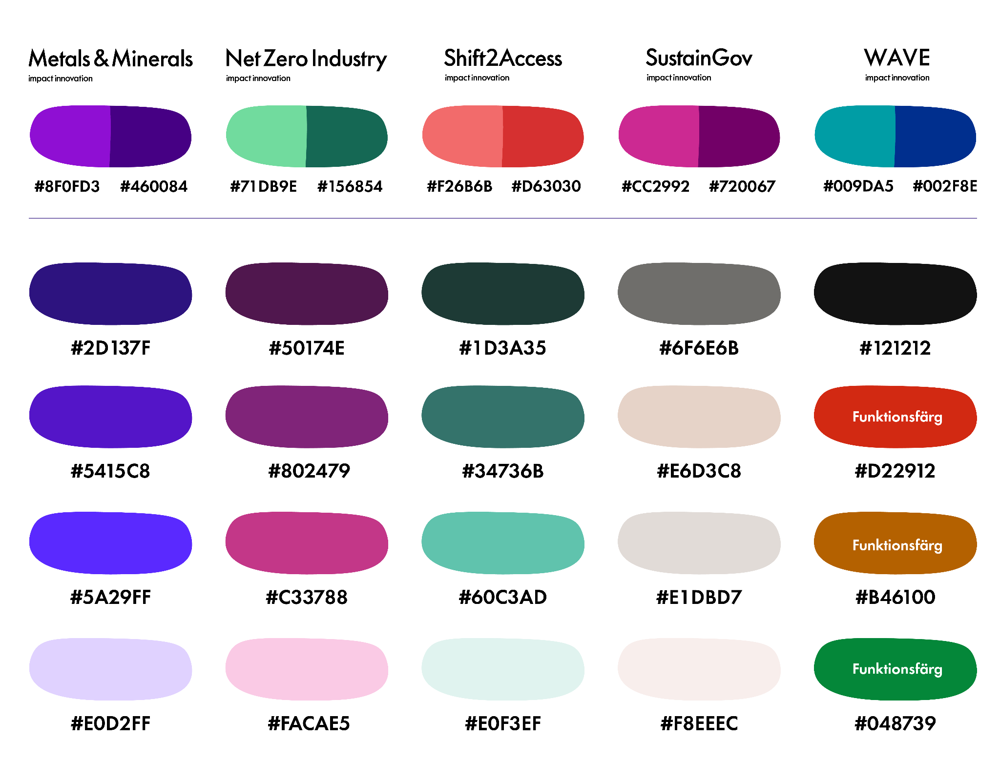 Metals & Minerals
impact innovation
Net Zero Industry
impact innovation
Shift2Access
impact innovation
SustainGov
impact innovation
WAVE
impact innovation
#8F0FD3 #460084
#71DB9E #156854
#F26B6B #D63030
#CC2992 #720067
#009DA5 #002F8E
#2D137F
#50174E
#1D3A35
#6F6E6B
#121212
Funktionsfärg
#5415C8
#802479
#34736B
#E6D3C8
#D22912
Funktionsfärg
#5A29FF
#C33788
#60C3AD
#E1DBD7
#B46100
Funktionsfärg
#E0D2FF
#FACAE5
#E0F3EF
#F8EEEC
#048739